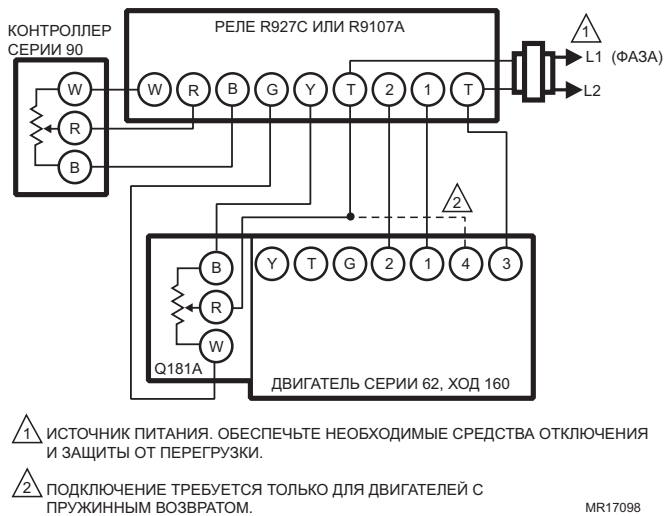 КОНТРОЛЛЕР
СЕРИИ 90
РЕЛЕ R927C ИЛИ R9107A
1
L1 (ФАЗА)
L2
W
R
B
W R B G Y T 2 1 T
2
B
R
W
Q181A
Y T G 2 1 4 3
ДВИГАТЕЛЬ СЕРИИ 62, ХОД 160
1 ИСТОЧНИК ПИТАНИЯ. ОБЕСПЕЧЬТЕ НЕОБХОДИМЫЕ СРЕДСТВА ОТКЛЮЧЕНИЯ
И ЗАЩИТЫ ОТ ПЕРЕГРУЗКИ.
2 ПОДКЛЮЧЕНИЕ ТРЕБУЕТСЯ ТОЛЬКО ДЛЯ ДВИГАТЕЛЕЙ С
ПРУЖИННЫМ ВОЗВРАТОМ.
MR17098